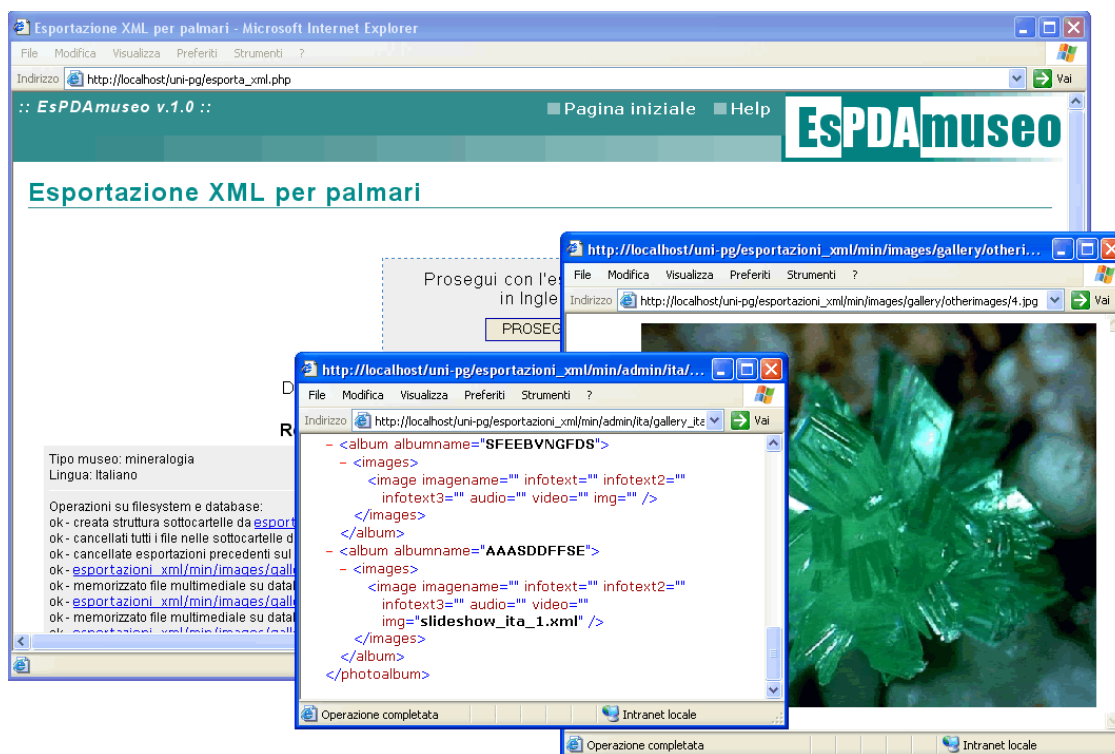 Esportazione XML per palmari - Microsoft Internet Explorer
File Modifica Visualizza Preferiti Strumenti ?
Indirizzo http://localhost/uni-pg/esporta_xml.php Vai
:: EsPDAmuseo v.1.0 ::
Pagina iniziale Help
EsPDAmuseo
Esportazione XML per palmari
Prosegui con l'es
in Ingle
PROSEG
D
R
Tipo museo: mineralogia
Lingua: Italiano
Operazioni su filesystem e database:
ok - creata struttura sottocartelle da esport
ok - cancellati tutti i file nelle sottocartelle d
ok - cancellate esportazioni precedenti sul
ok - esportazioni_xml/min/images/gall
ok - memorizzato file multimediale su datal
ok - esportazioni_xml/min/images/gall
ok - memorizzato file multimediale su datal
ok - esportazioni_xml/min/images/gall
http://localhost/uni-pg/esportazioni_xml/min/images/gallery/otheri...
File Modifica Visualizza Preferiti Strumenti ?
Indirizzo http://localhost/uni-pg/esportazioni_xml/min/images/gallery/otherimages/4.jpg Vai
Operazione completata Intranet locale
http://localhost/uni-pg/esportazioni_xml/min/admin/ita/...
File Modifica Visualizza Preferiti Strumenti ?
Indirizzo http://localhost/uni-pg/esportazioni_xml/min/admin/ita/gallery_ita Vai
- <album albumname="SFEEBVNGFDS">
- <images>
<image imagename="" infotext="" infotext2=""
infotext3="" audio="" video="" img="" />
</images>
</album>
- <album albumname="AAASDDFFSE">
- <images>
<image imagename="" infotext="" infotext2=""
infotext3="" audio="" video=""
img="slideshow_ita_1.xml" />
</images>
</album>
</photoalbum>
Operazione completata Intranet locale